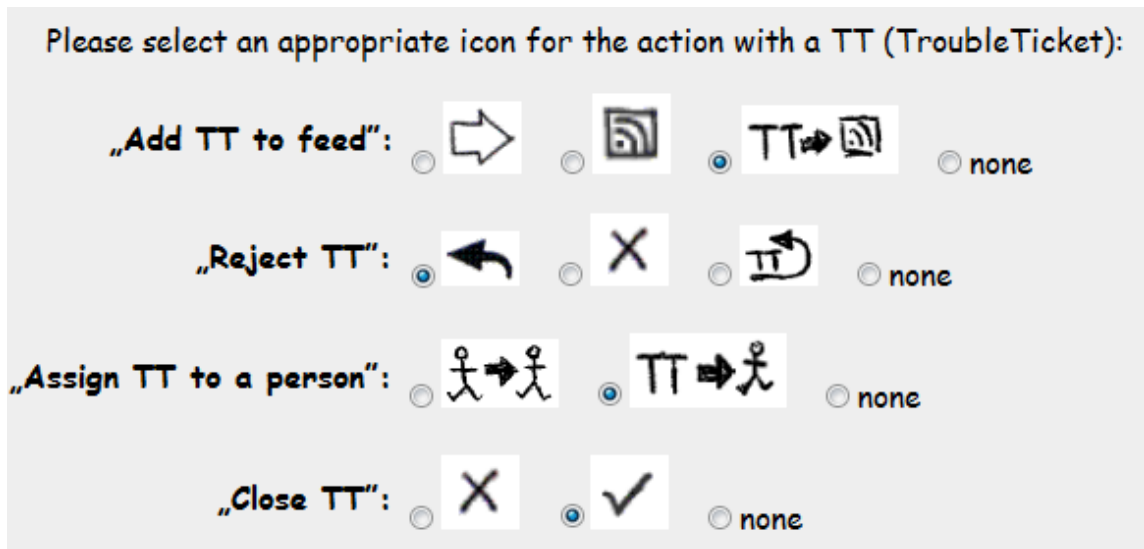 Please select an appropriate icon for the action with a TT (TroubleTicket):
„Add TT to feed”: TT none
„Reject TT”: TT none
„Assign TT to a person”: TT none
„Close TT”: none